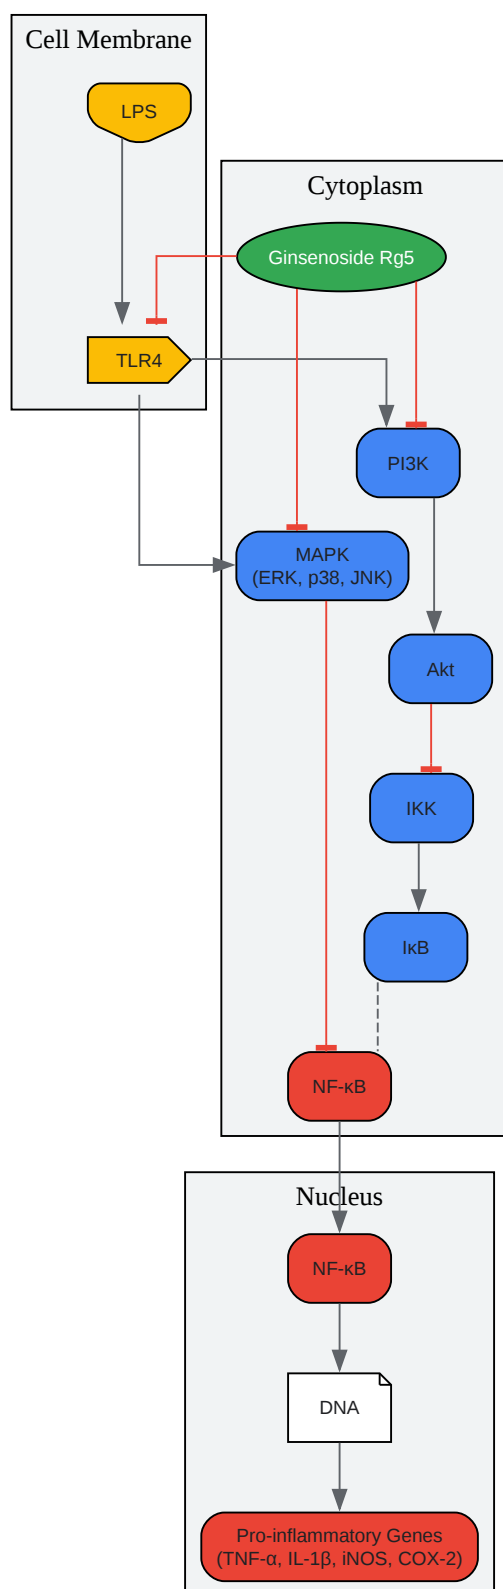 Cell Membrane
LPS
Cytoplasm
Ginsenoside Rg5
TLR4
PI3K
MAPK
(ERK, p38, JNK)
Akt
IKK
IκB
NF-κB
Nucleus
NF-κB
DNA
Pro-inflammatory Genes
(TNF-α, IL-1β, iNOS, COX-2)